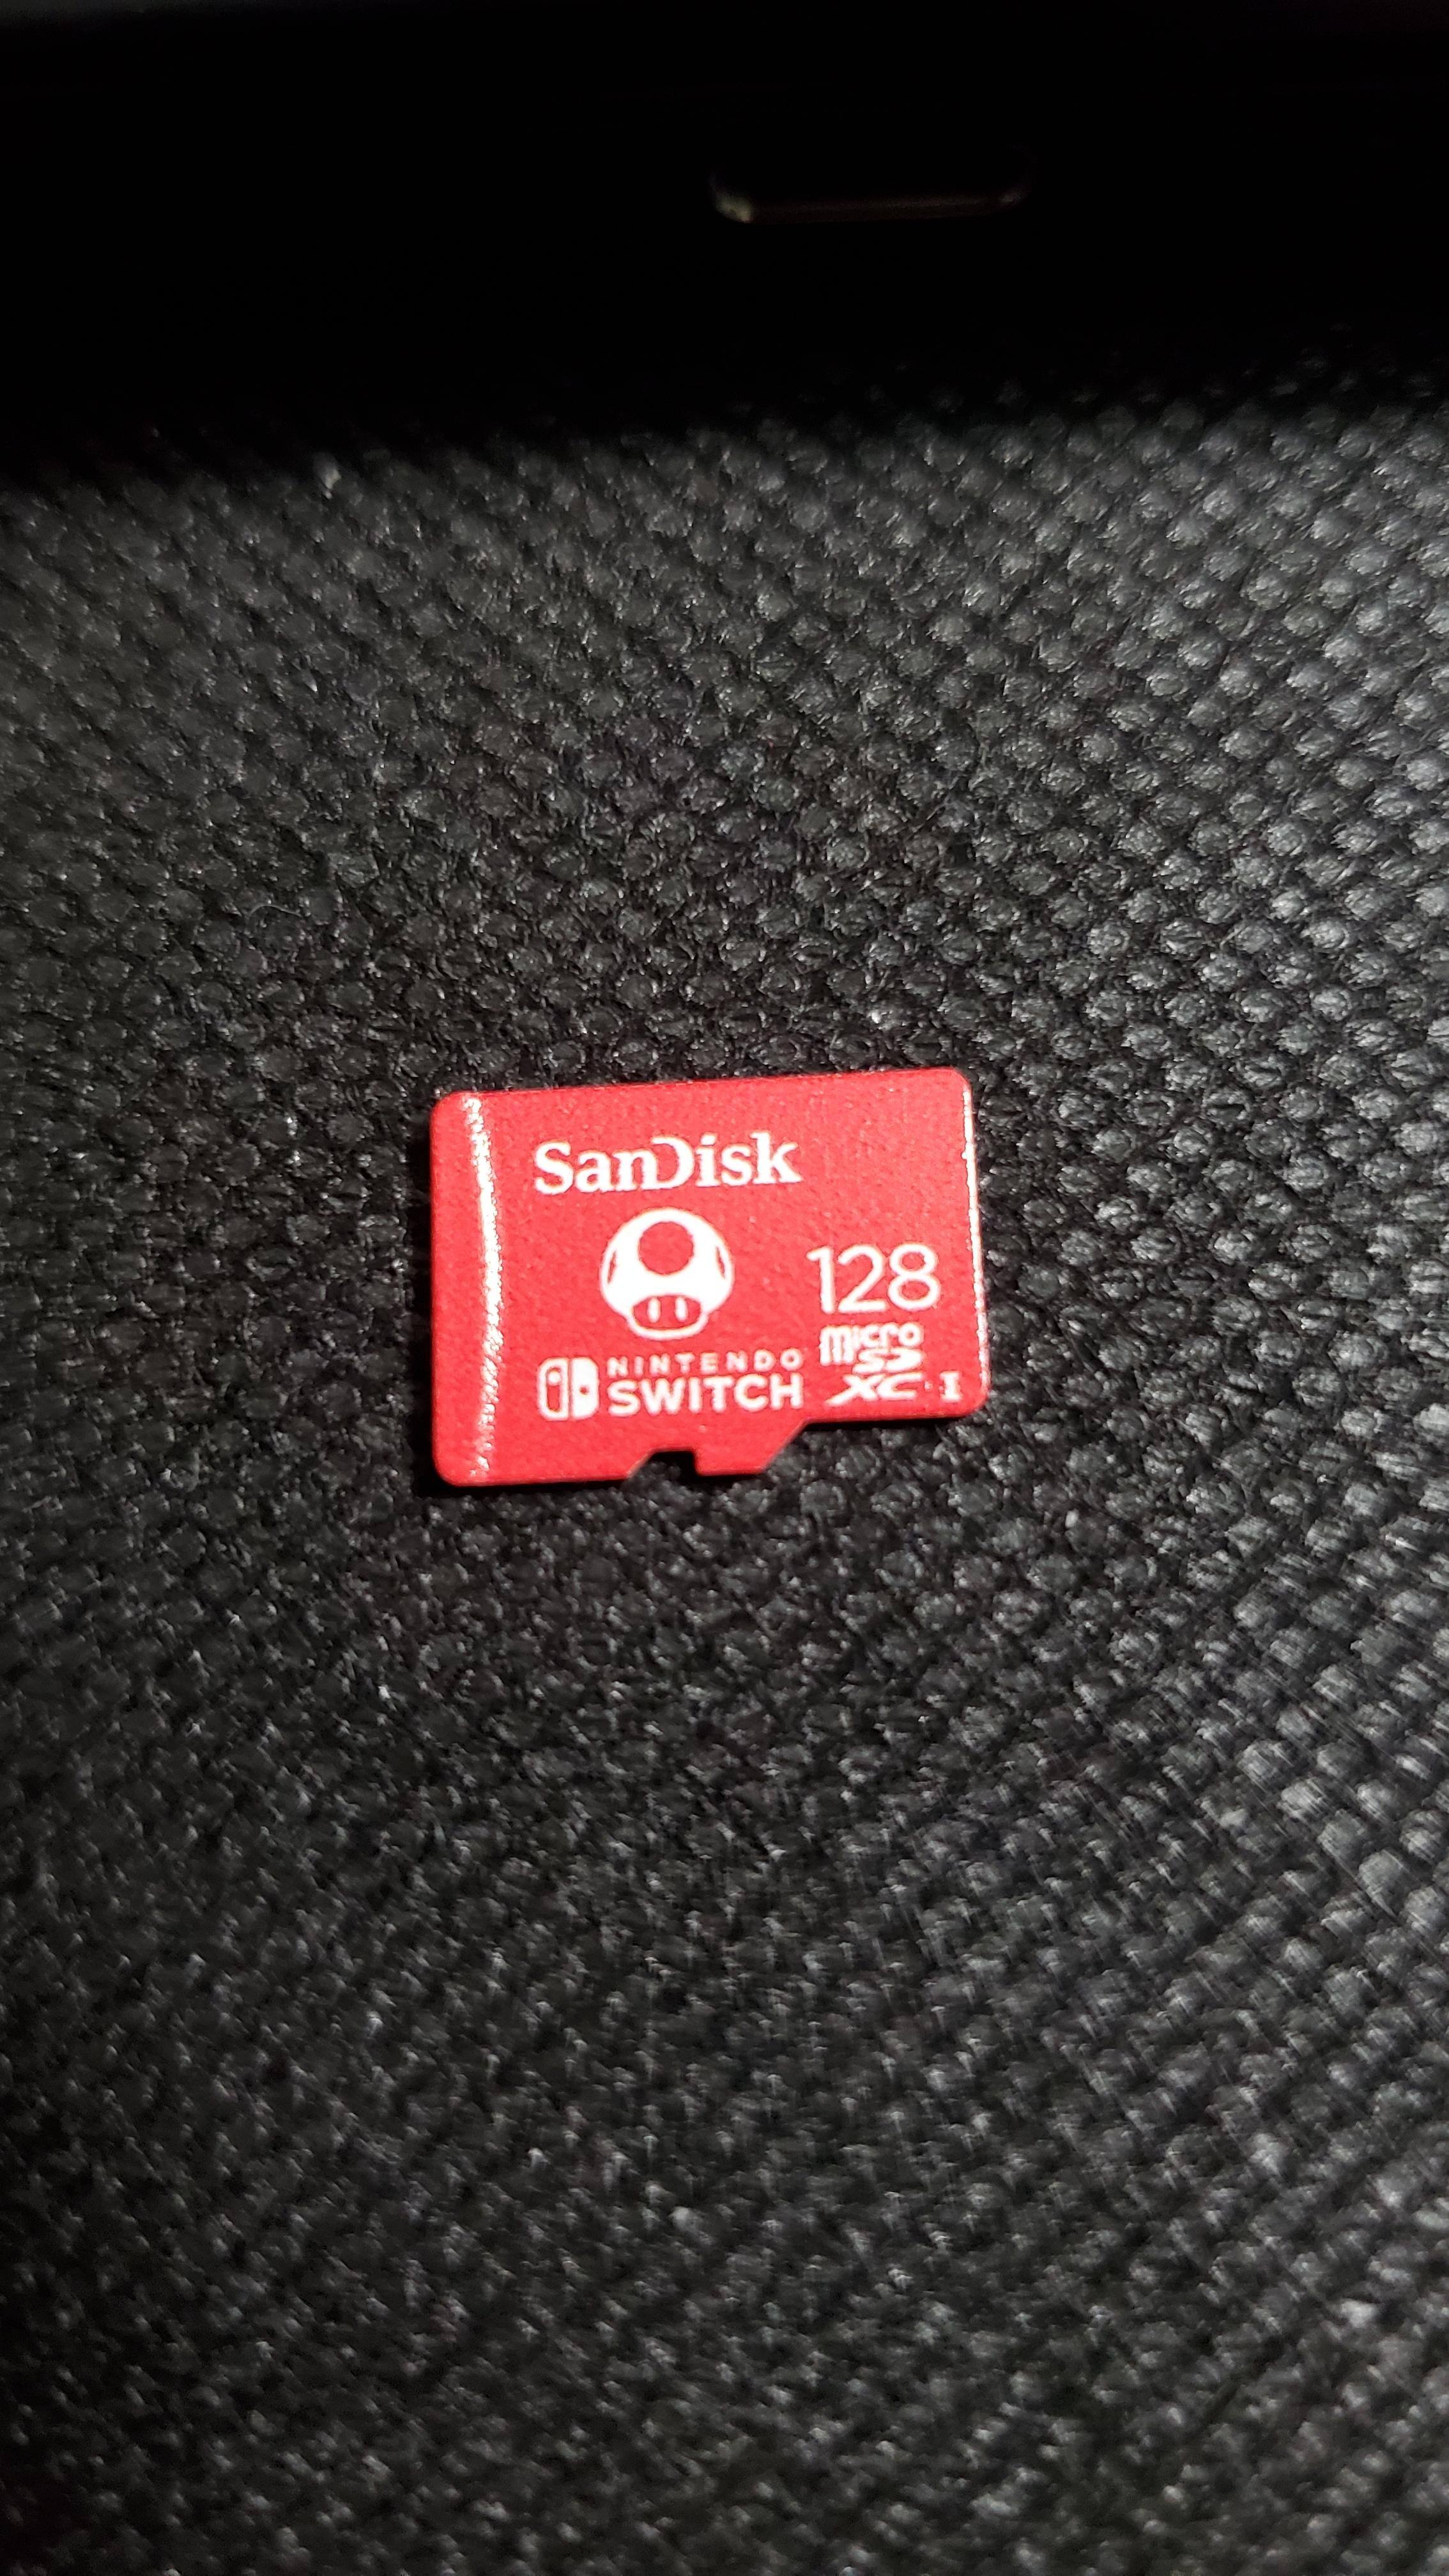 SanDisk
128
micro
SD
XC I
NINTENDO
SWITCH